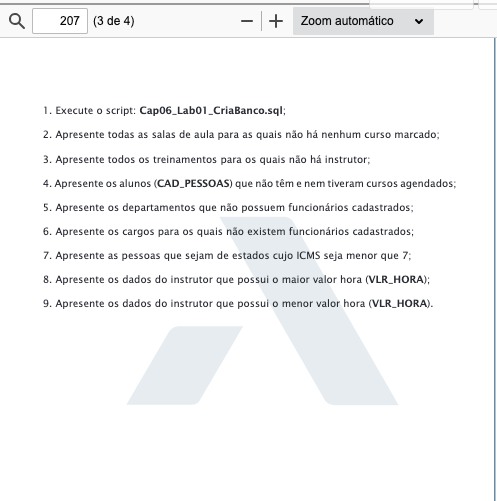 207 (3 de 4) Zoom automático
1. Execute o script: Cap06_Lab01_CriaBanco.sql;
2. Apresente todas as salas de aula para as quais não há nenhum curso marcado;
3. Apresente todos os treinamentos para os quais não há instrutor;
4. Apresente os alunos (CAD_PESSOAS) que não têm e nem tiveram cursos agendados;
5. Apresente os departamentos que não possuem funcionários cadastrados;
6. Apresente os cargos para os quais não existem funcionários cadastrados;
7. Apresente as pessoas que sejam de estados cujo ICMS seja menor que 7;
8. Apresente os dados do instrutor que possui o maior valor hora (VLR_HORA);
9. Apresente os dados do instrutor que possui o menor valor hora (VLR_HORA).